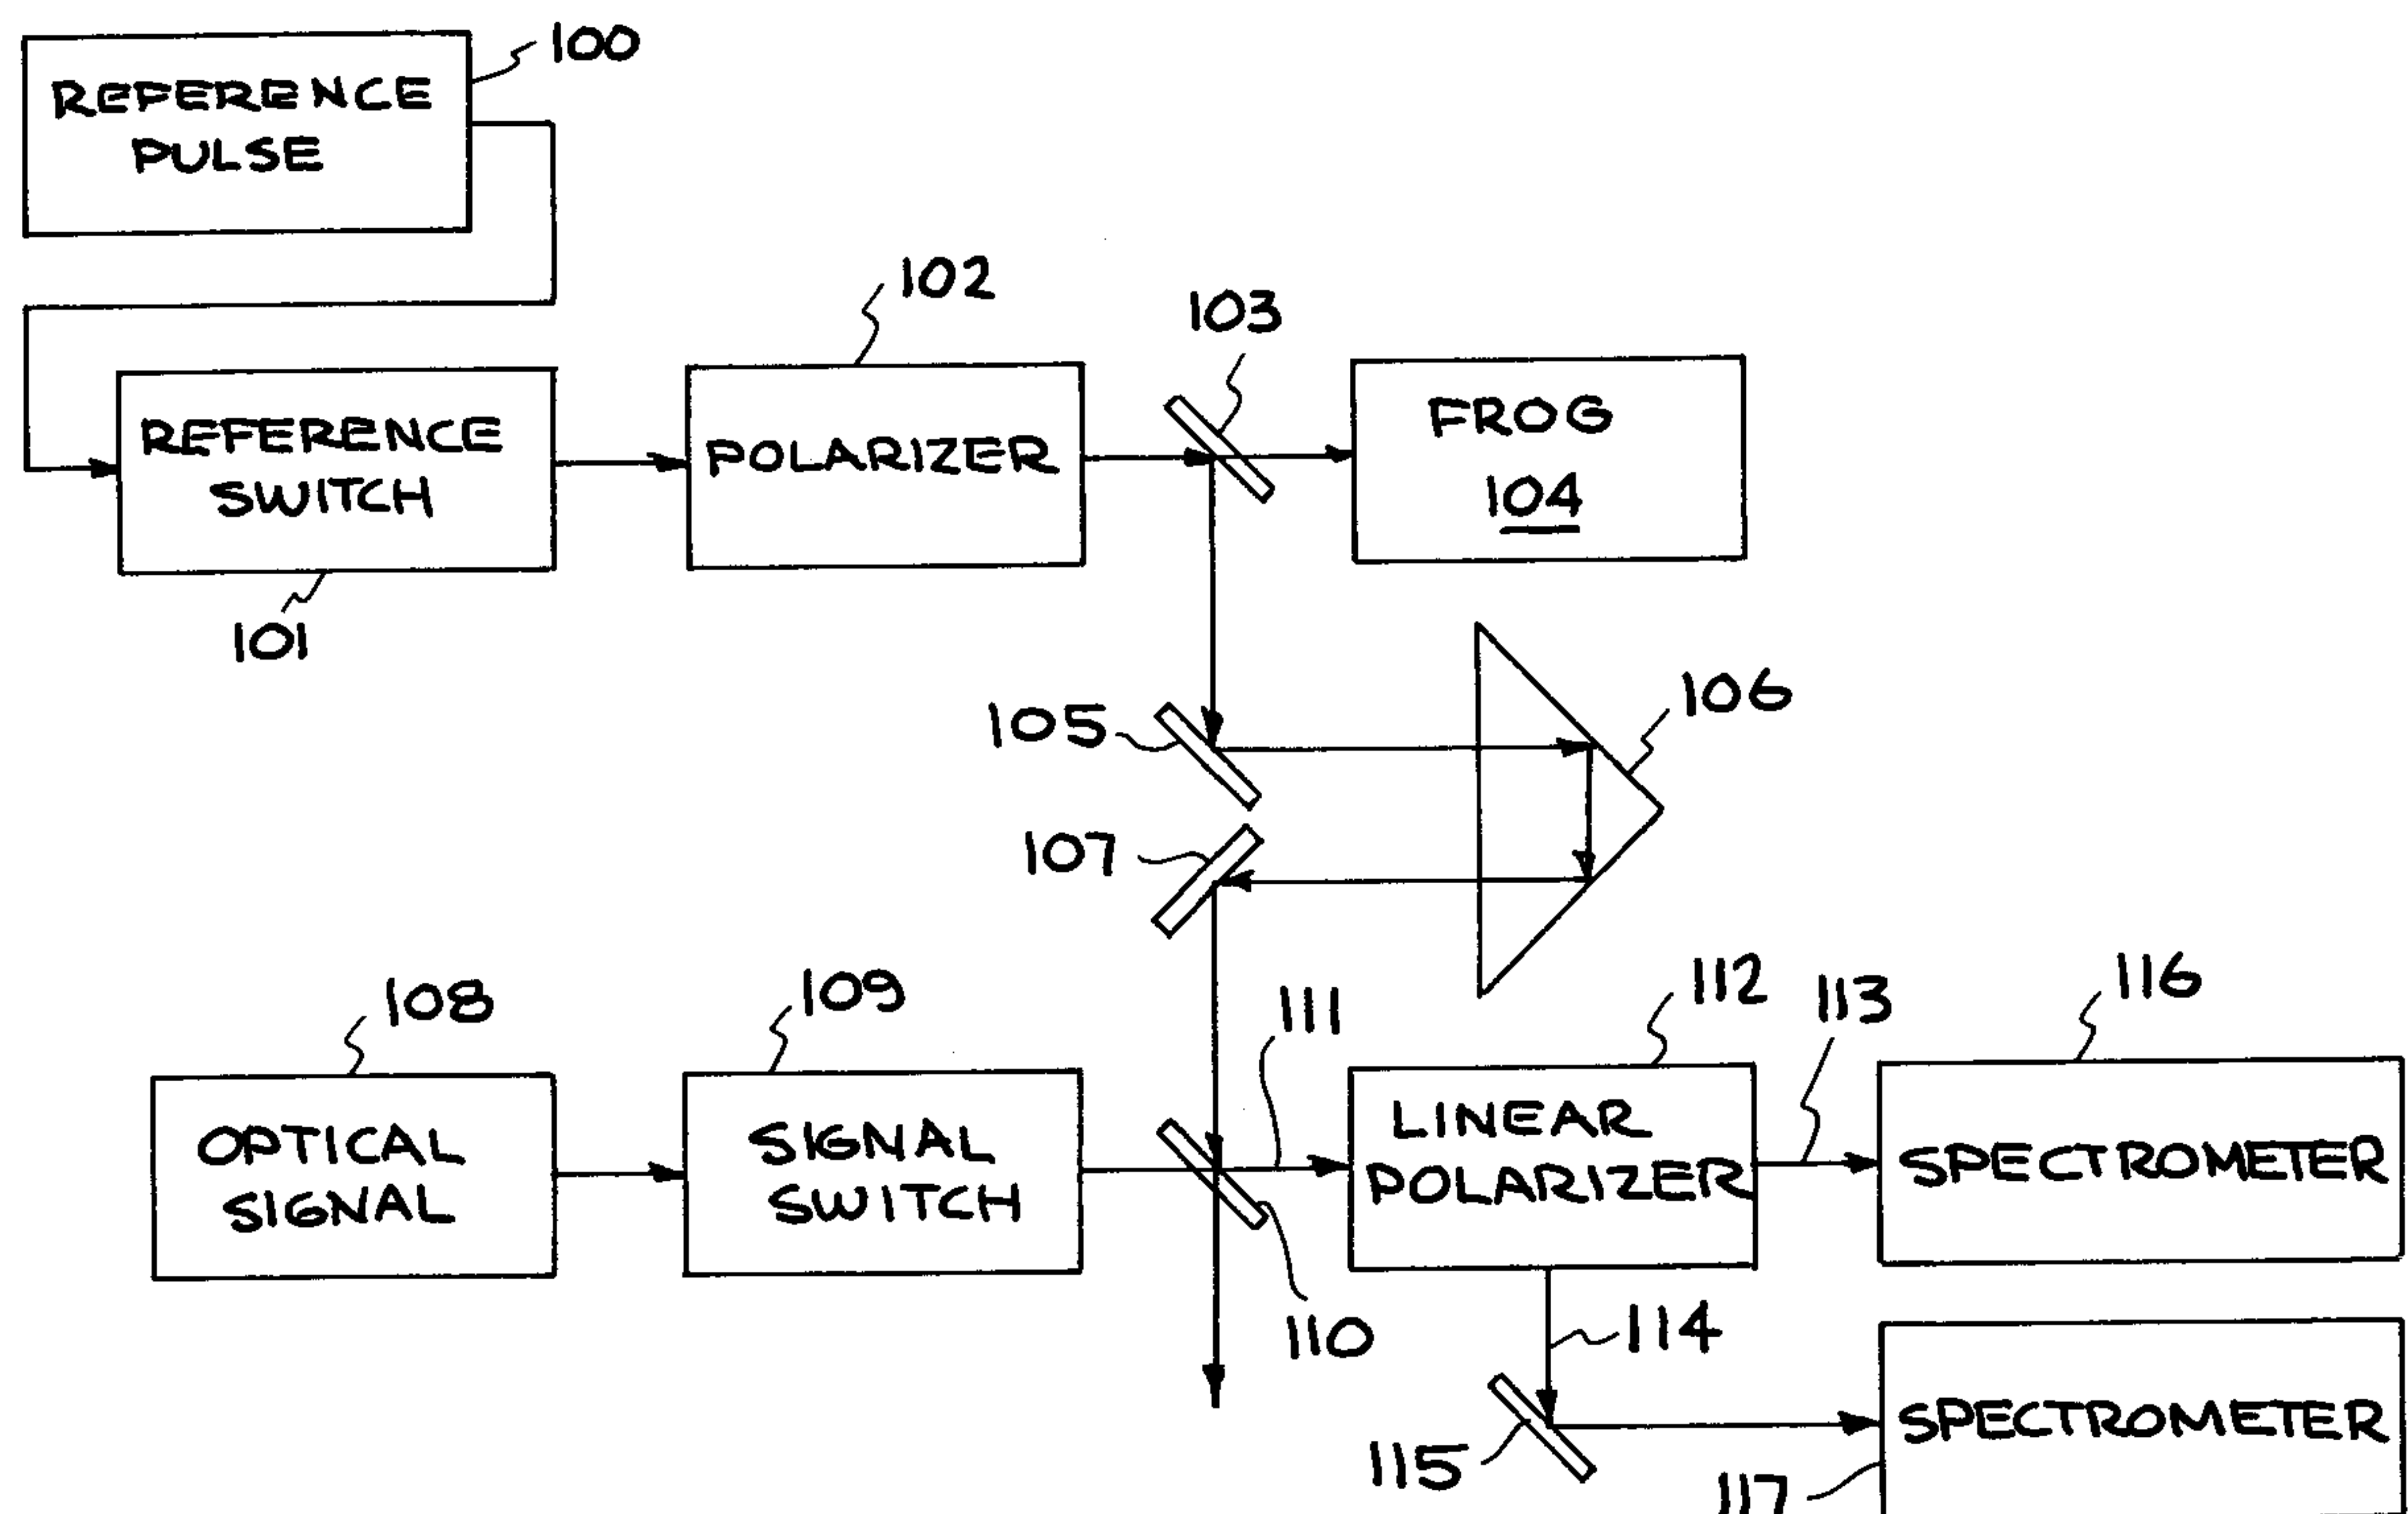 100
REFERENCE
PULSE
102
103
REFERENCE
SWITCH
101
POLARIZER
FROG
104
105
106
107
108
109
111
112
113
116
OPTICAL
SIGNAL
SIGNAL
SWITCH
LINEAR
POLARIZER
SPECTROMETER
110
114
115
SPECTROMETER
117